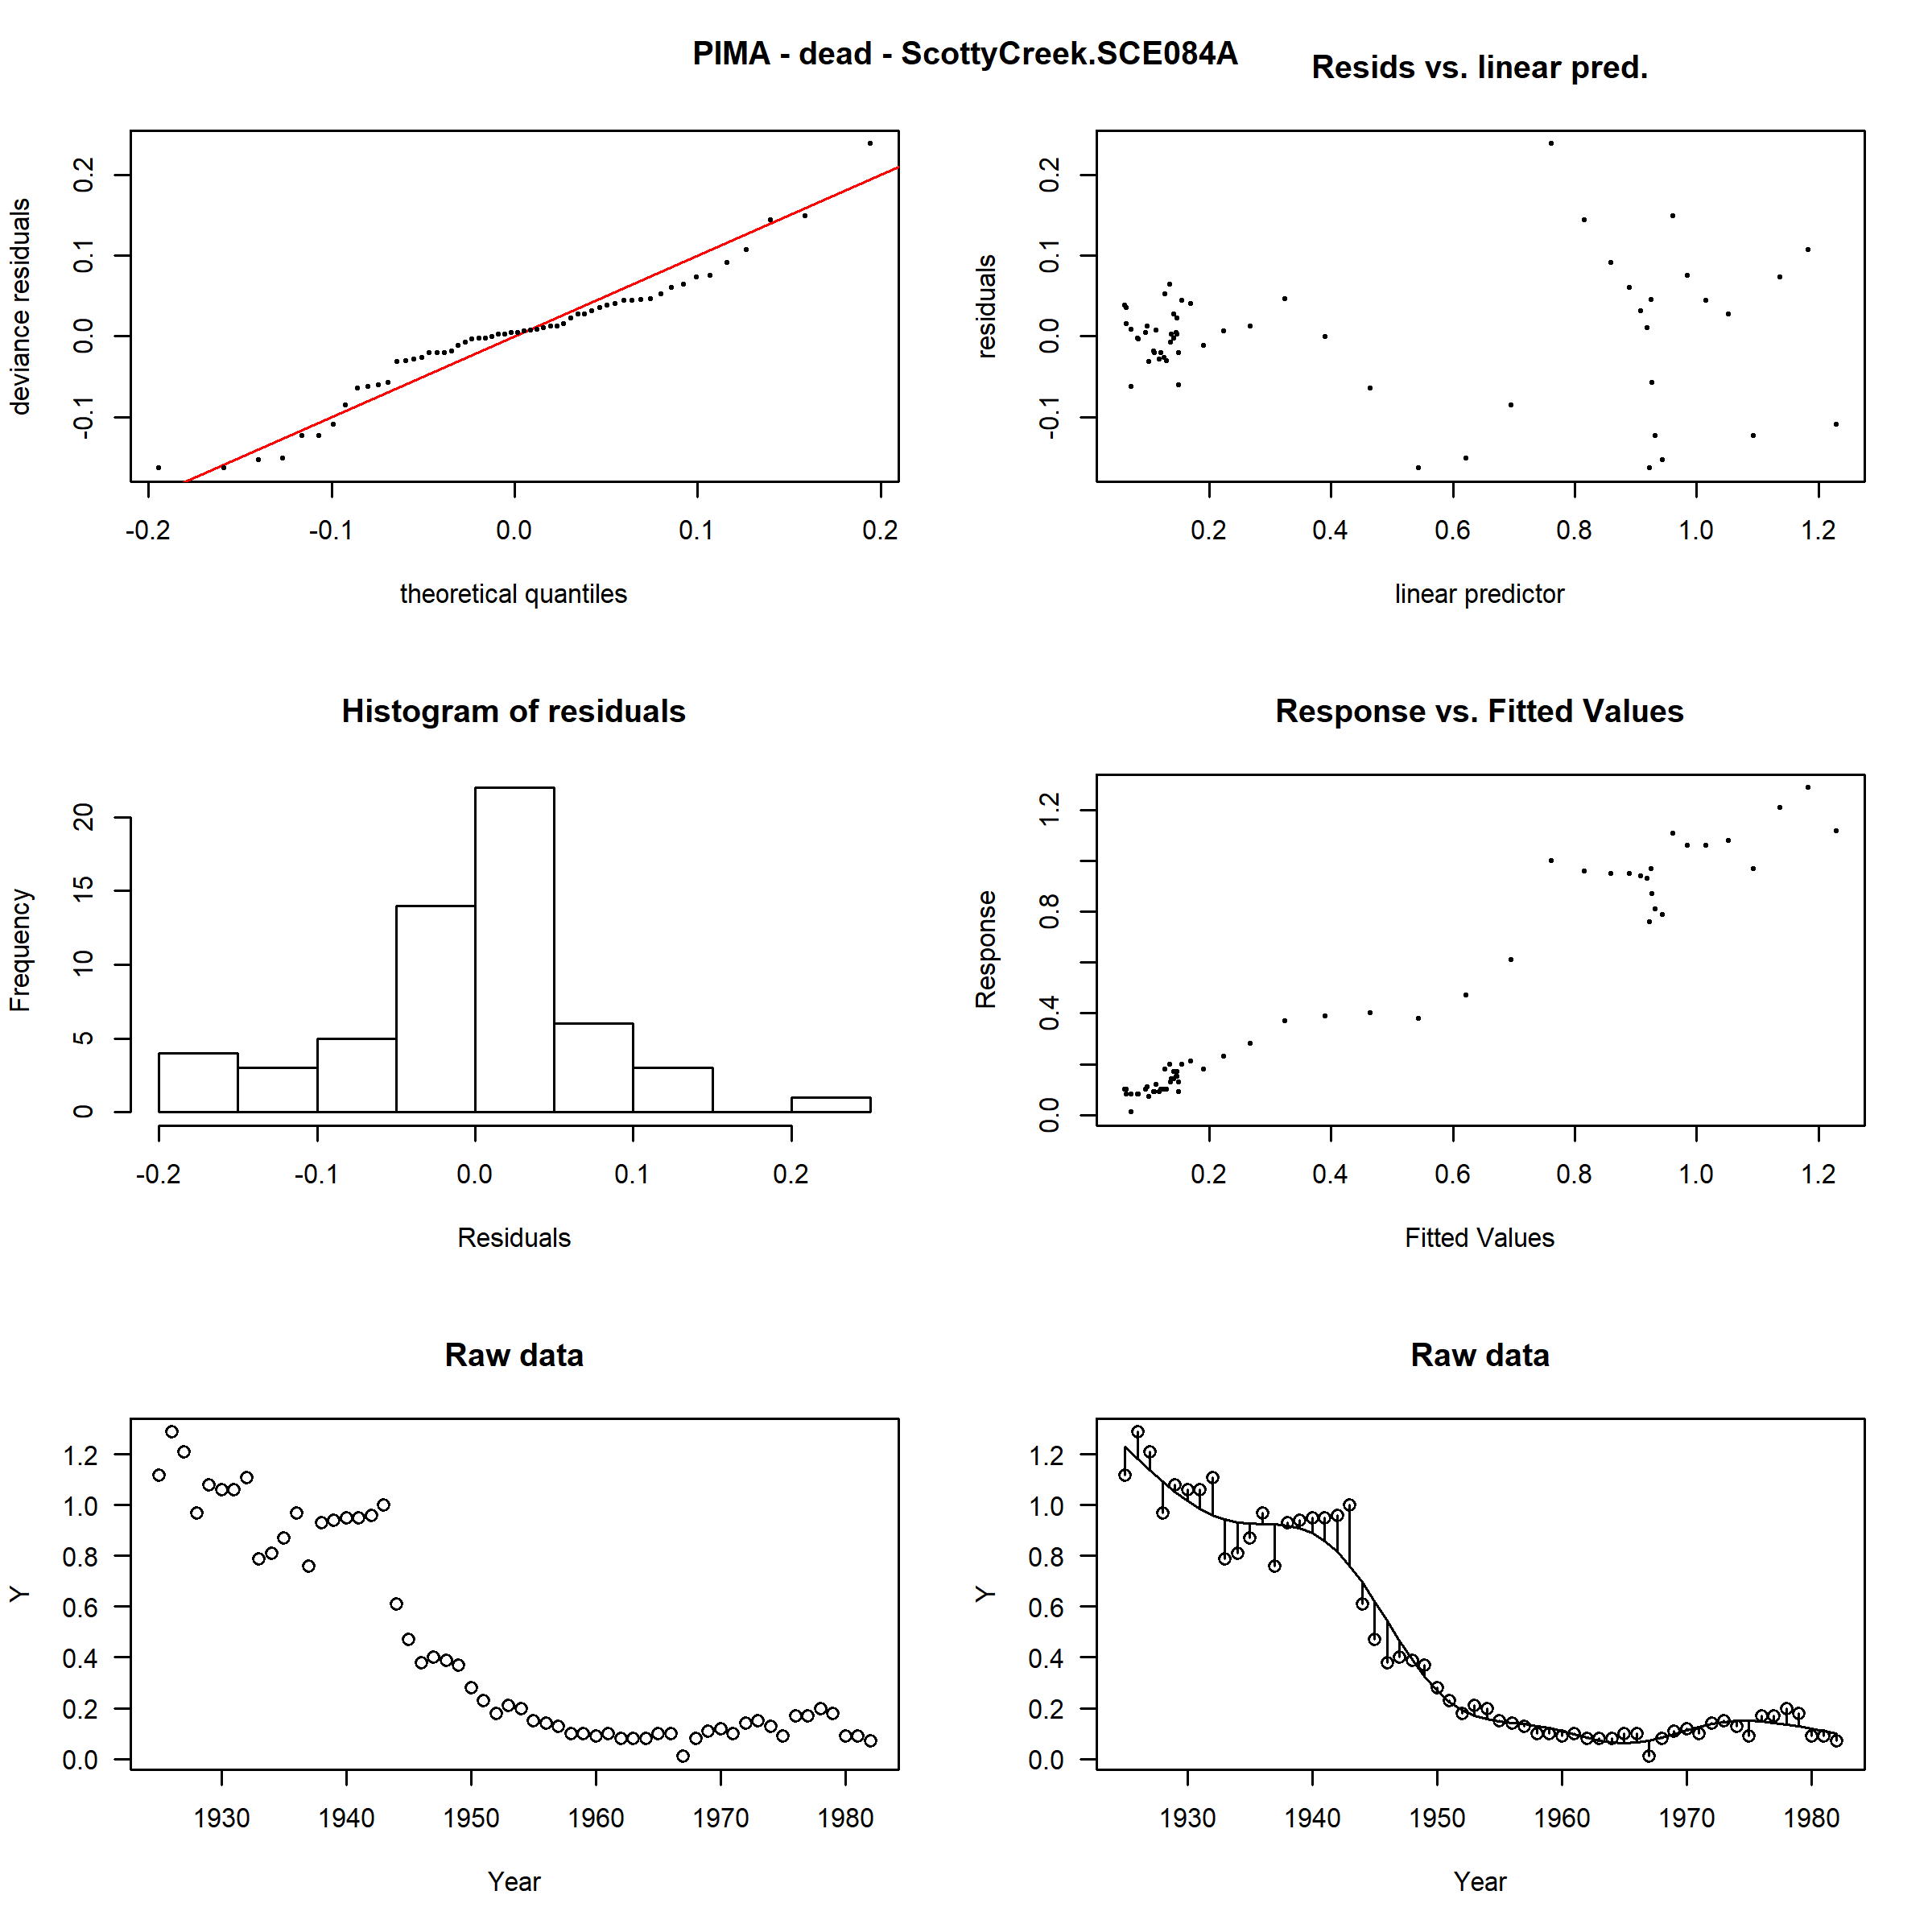 PIMA - dead - ScottyCreek.SCE084A
Resids vs. linear pred.
deviance residuals
-0.1 0.0 0.1 0.2
-0.2 -0.1 0.0 0.1 0.2
theoretical quantiles
residuals
-0.1 0.0 0.1 0.2
0.2 0.4 0.6 0.8 1.0 1.2
linear predictor
Histogram of residuals
Frequency
0 5 10 15 20
-0.2 -0.1 0.0 0.1 0.2
Residuals
Response vs. Fitted Values
Response
0.0 0.4 0.8 1.2
0.2 0.4 0.6 0.8 1.0 1.2
Fitted Values
Raw data
Y
1.2
1.0
0.8
0.6
0.4
0.2
0.0
1930 1940 1950 1960 1970 1980
Year
Raw data
Y
1.2
1.0
0.8
0.6
0.4
0.2
0.0
1930 1940 1950 1960 1970 1980
Year